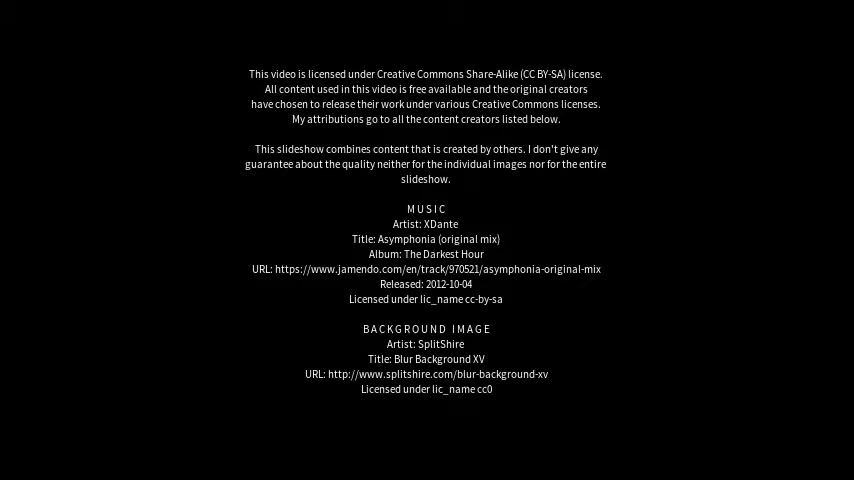 This video is licensed under Creative Commons Share-Alike (CC BY-SA) license.
All content used in this video is free available and the original creators
have chosen to release their work under various Creative Commons licenses.
My attributions go to all the content creators listed below.
This slideshow combines content that is created by others. I don't give any
guarantee about the quality neither for the individual images nor for the entire
slideshow.
MUSIC
Artist: XDante
Title: Asymphonia (original mix)
Album: The Darkest Hour
URL: https://www.jamendo.com/en/track/970521/asymphonia-original-mix
Released: 2012-10-04
Licensed under lic_name cc-by-sa
BACKGROUND IMAGE
Artist: SplitShire
Title: Blur Background XV
URL: http://www.splitshire.com/blur-background-xv
Licensed under lic_name cc0